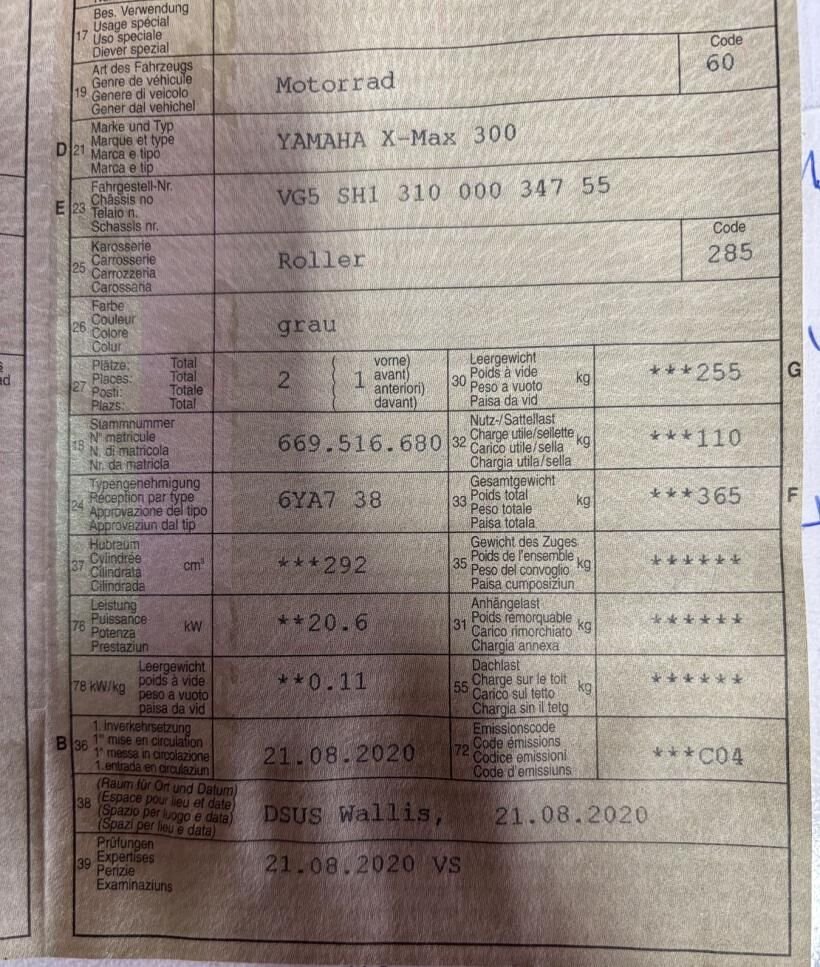 17 Bes. Verwendung
Usage spécial
Uso speciale
Diever spezial
19 Art des Fahrzeugs
Genre de véhicule
Genere di veicolo
Gener dal vehichel
Motorrad
Code
60
D 21 Marke und Typ
Marque et type
Marca e tipo
Marca e tip
YAMAHA X-Max 300
E 23 Fahrgestell-Nr.
Châssis no
Telaio n.
Schassis nr.
VG5 SH1 310 000 347 55
25 Karosserie
Carrosserie
Carrozzeria
Carossaria
Roller
Code
285
26 Farbe
Couleur
Colore
Colur
grau
27 Plätze: Total
Places: Total
Posti: Totale
Plazs: Total
2 ( 1 vorne)
avant)
anteriori)
davant)
30 Leergewicht
Poids à vide
Peso a vuoto
Paisa da vid
kg ***255 G
18 Stammnummer
N° matricule
N. di matricola
Nr. da matricla
669.516.680
32 Nutz-/Sattellast
Charge utile/sellette
Carico utile/sella
Chargia utila/sella
kg ***110
24 Typengenehmigung
Réception par type
Approvazione del tipo
Approvaziun dal tip
6YA7 38
33 Gesamtgewicht
Poids total
Peso totale
Paisa totala
kg ***365 F
37 Hubraum
Cylindrée
Cilindrata
Cilindrada
cm³ ***292
35 Gewicht des Zuges
Poids de l'ensemble
Peso del convoglio
Paisa cumposiziun
kg ******
76 Leistung
Puissance
Potenza
Prestaziun
kW **20.6
31 Anhängelast
Poids remorquable
Carico rimorchiato
Chargia annexa
kg ******
78 kW/kg Leergewicht
poids à vide
peso a vuoto
paisa da vid
**0.11
55 Dachlast
Charge sur le toit
Carico sul tetto
Chargia sin il tetg
kg ******
B 36 1. Inverkehrsetzung
1re mise en circulation
1a messa in circolazione
1. entrada en circulaziun
21.08.2020
72 Emissionscode
Code émissions
Codice emissioni
Code d'emissiuns
***C04
38 (Raum für Ort und Datum)
(Espace pour lieu et date)
(Spazio per luogo e data)
(Spazi per lieu e data)
DSUS Wallis, 21.08.2020
39 Prüfungen
Expertises
Perizie
Examinaziuns
21.08.2020 VS